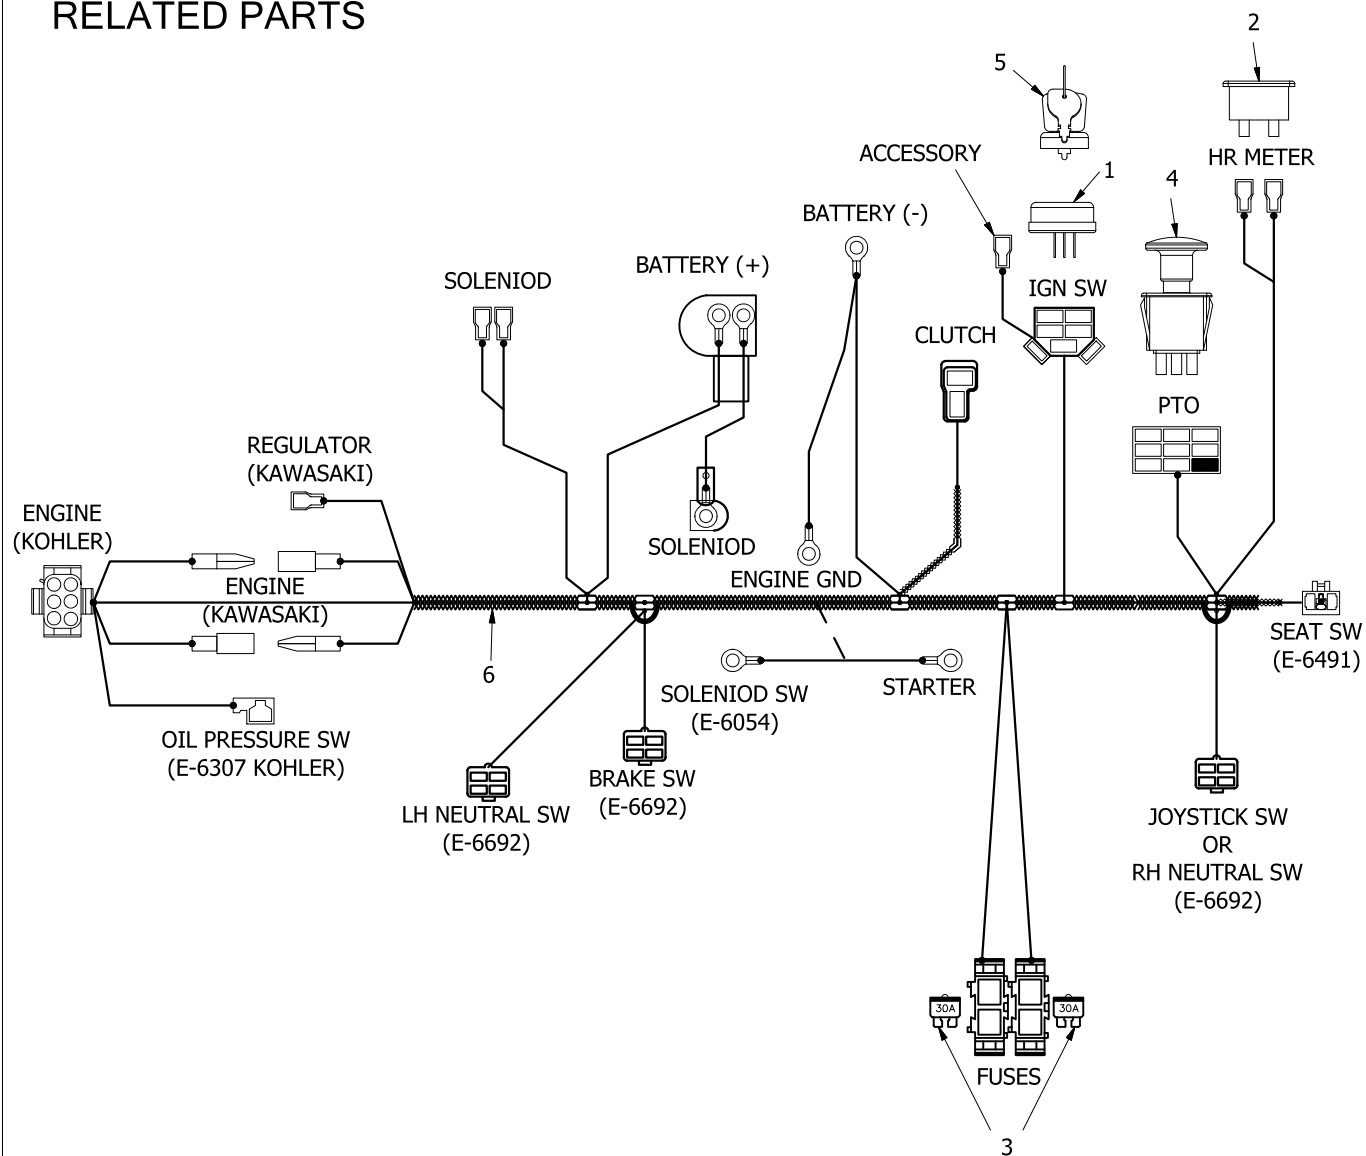 RELATED PARTS
2
5
ACCESSORY
HR METER
1
4
BATTERY (-)
BATTERY (+)
SOLENIOD
IGN SW
CLUTCH
PTO
REGULATOR
(KAWASAKI)
ENGINE
(KOHLER)
SOLENIOD
ENGINE GND
ENGINE
(KAWASAKI)
SEAT SW
(E-6491)
6
SOLENIOD SW
(E-6054)
STARTER
OIL PRESSURE SW
(E-6307 KOHLER)
BRAKE SW
(E-6692)
LH NEUTRAL SW
(E-6692)
JOYSTICK SW
OR
RH NEUTRAL SW
(E-6692)
30A
30A
FUSES
3